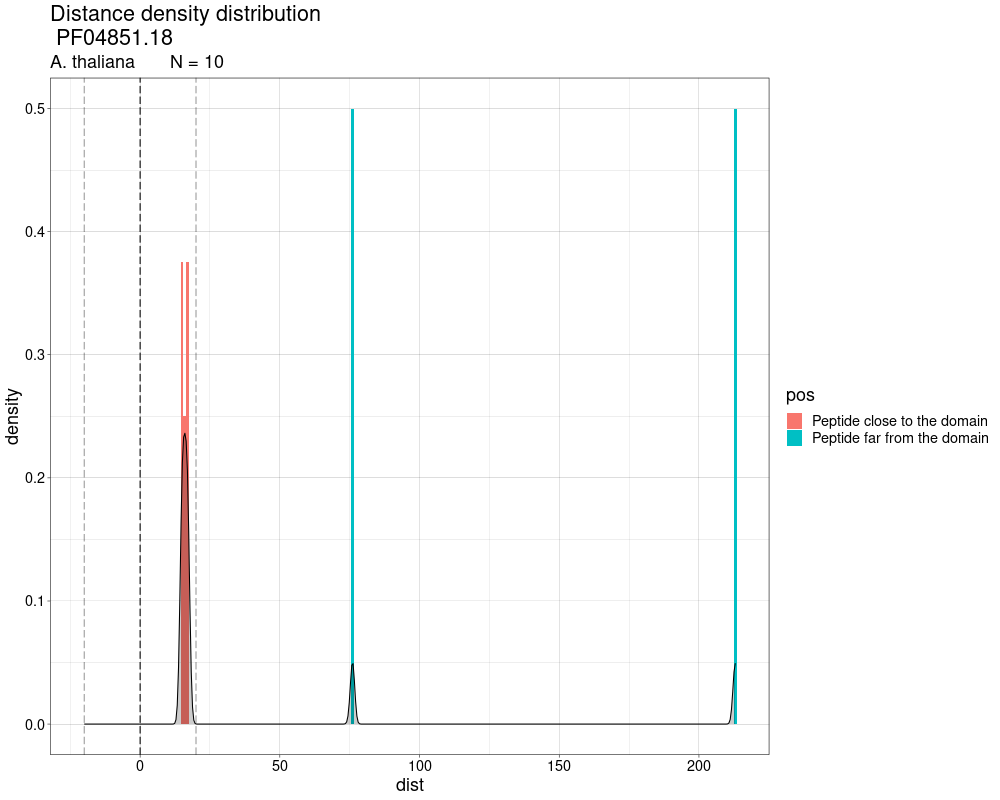 Distance density distribution
PF04851.18
A. thaliana N = 10
0.5
0.4
0.3
0.2
0.1
0.0
density
0 50 100 150 200
dist
pos
Peptide close to the domain
Peptide far from the domain